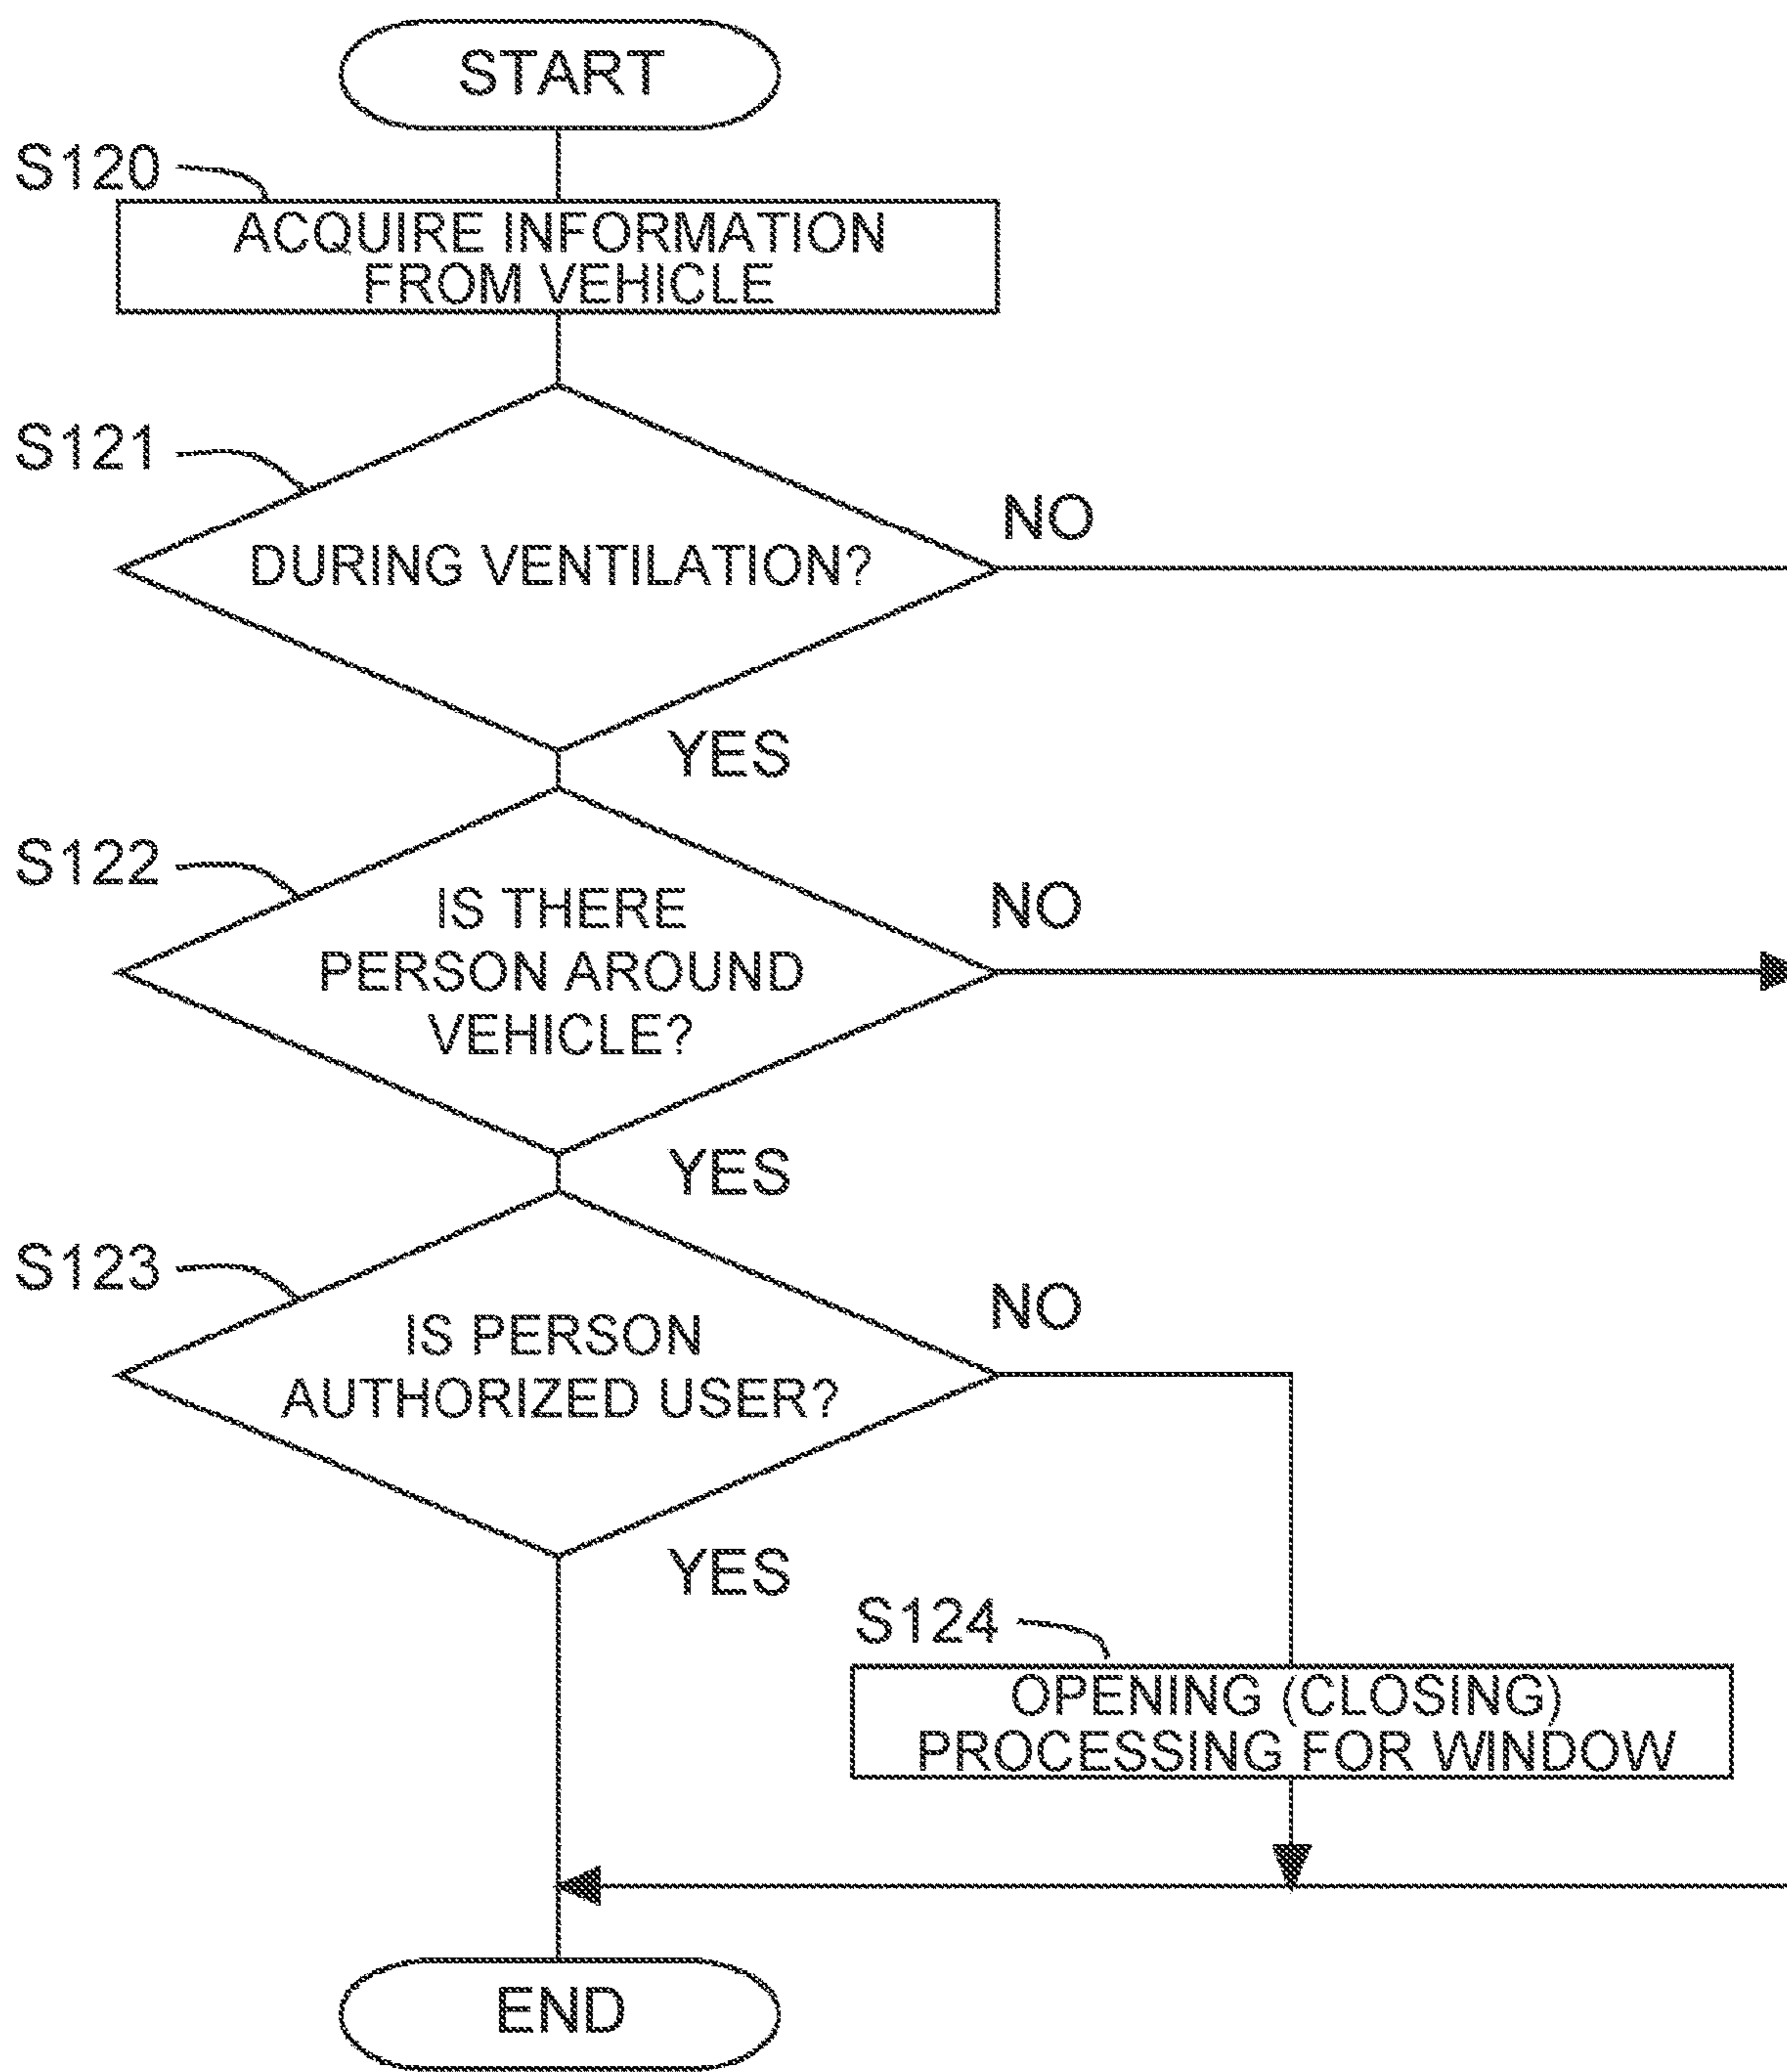 START
S120
ACQUIRE INFORMATION
FROM VEHICLE
S121
DURING VENTILATION?
NO
YES
S122
IS THERE
PERSON AROUND
VEHICLE?
NO
YES
S123
IS PERSON
AUTHORIZED USER?
NO
YES
S124
OPENING (CLOSING)
PROCESSING FOR WINDOW
END